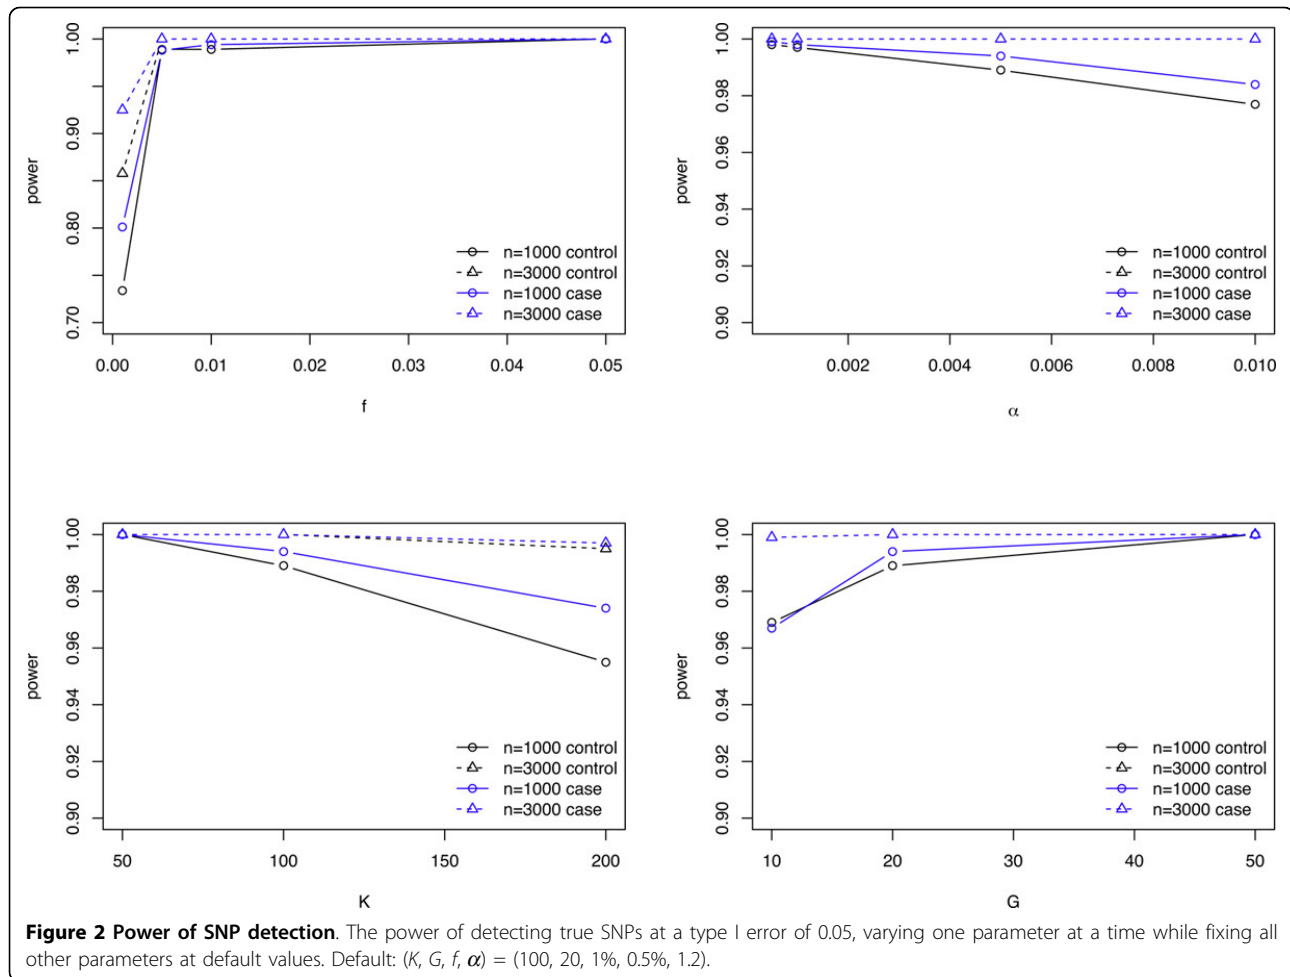 1.00
0.90
0.80
0.70
power
n=1000 control
n=3000 control
n=1000 case
n=3000 case
0.00 0.01 0.02 0.03 0.04 0.05
f
1.00
0.98
0.96
0.94
0.92
0.90
power
n=1000 control
n=3000 control
n=1000 case
n=3000 case
0.002 0.004 0.006 0.008 0.010
α
1.00
0.98
0.96
0.94
0.92
0.90
power
n=1000 control
n=3000 control
n=1000 case
n=3000 case
50 100 150 200
K
1.00
0.98
0.96
0.94
0.92
0.90
power
n=1000 control
n=3000 control
n=1000 case
n=3000 case
10 20 30 40 50
G
Figure 2 Power of SNP detection. The power of detecting true SNPs at a type I error of 0.05, varying one parameter at a time while fixing all
other parameters at default values. Default: (K, G, f, α) = (100, 20, 1%, 0.5%, 1.2).